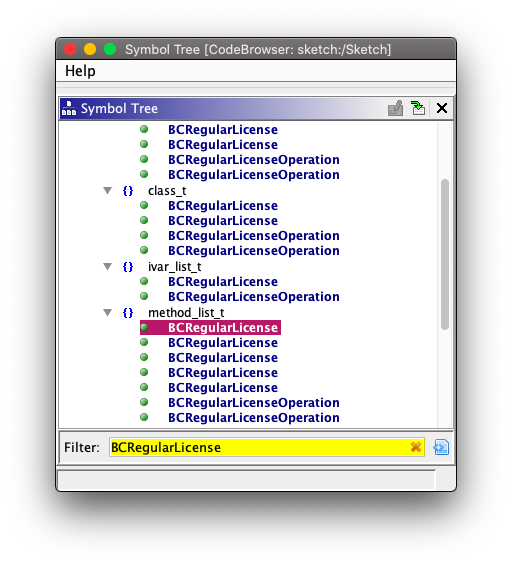 Symbol Tree [CodeBrowser: sketch:/Sketch]
Help
Symbol Tree
BCRegularLicense
BCRegularLicense
BCRegularLicenseOperation
BCRegularLicenseOperation
{} class_t
BCRegularLicense
BCRegularLicense
BCRegularLicenseOperation
BCRegularLicenseOperation
{} ivar_list_t
BCRegularLicense
BCRegularLicenseOperation
{} method_list_t
BCRegularLicense
BCRegularLicense
BCRegularLicense
BCRegularLicense
BCRegularLicense
BCRegularLicenseOperation
BCRegularLicenseOperation
Filter: BCRegularLicense